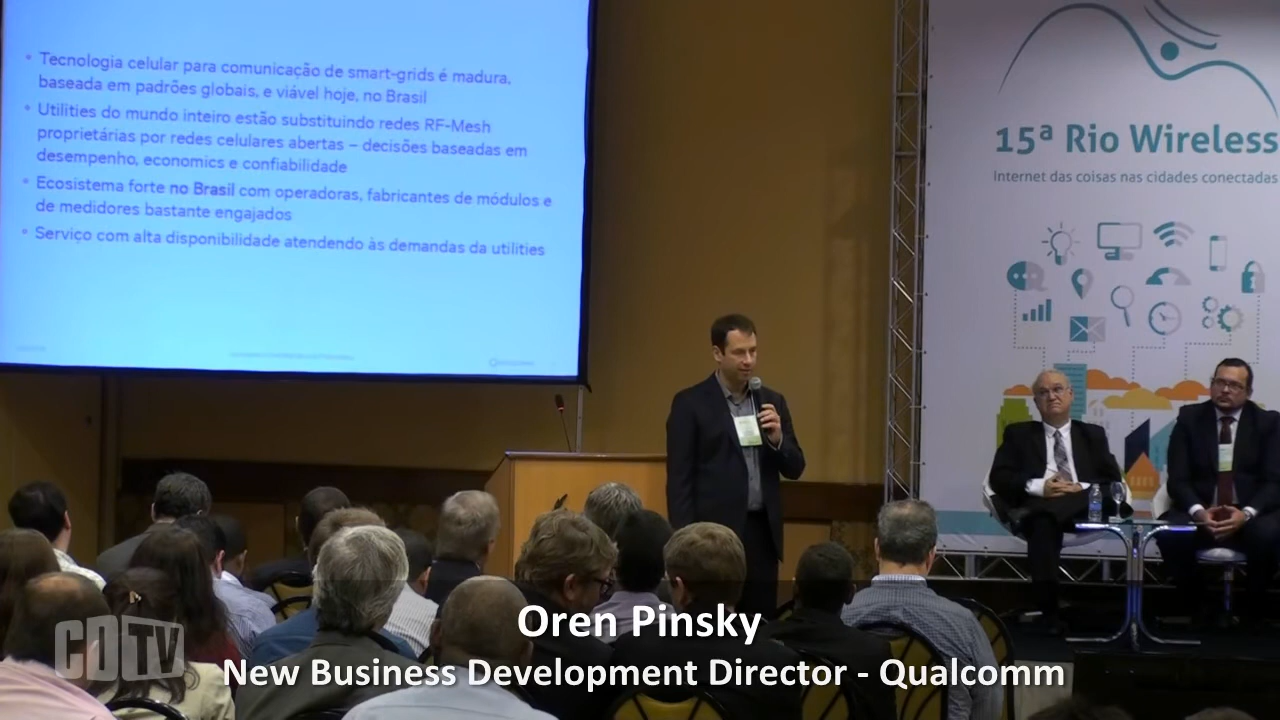 • Tecnologia celular para comunicação de smart-grids é madura,
baseada em padrões globais, e viável hoje, no Brasil
• Utilities do mundo inteiro estão substituindo redes RF-Mesh
proprietárias por redes celulares abertas – decisões baseadas em
desempenho, economics e confiabilidade
• Ecosistema forte no Brasil com operadoras, fabricantes de módulos e
de medidores bastante engajados
• Serviço com alta disponibilidade atendendo às demandas da utilities
15ª Rio Wireless
Internet das coisas nas cidades conectadas
Oren Pinsky
New Business Development Director - Qualcomm
CDTV